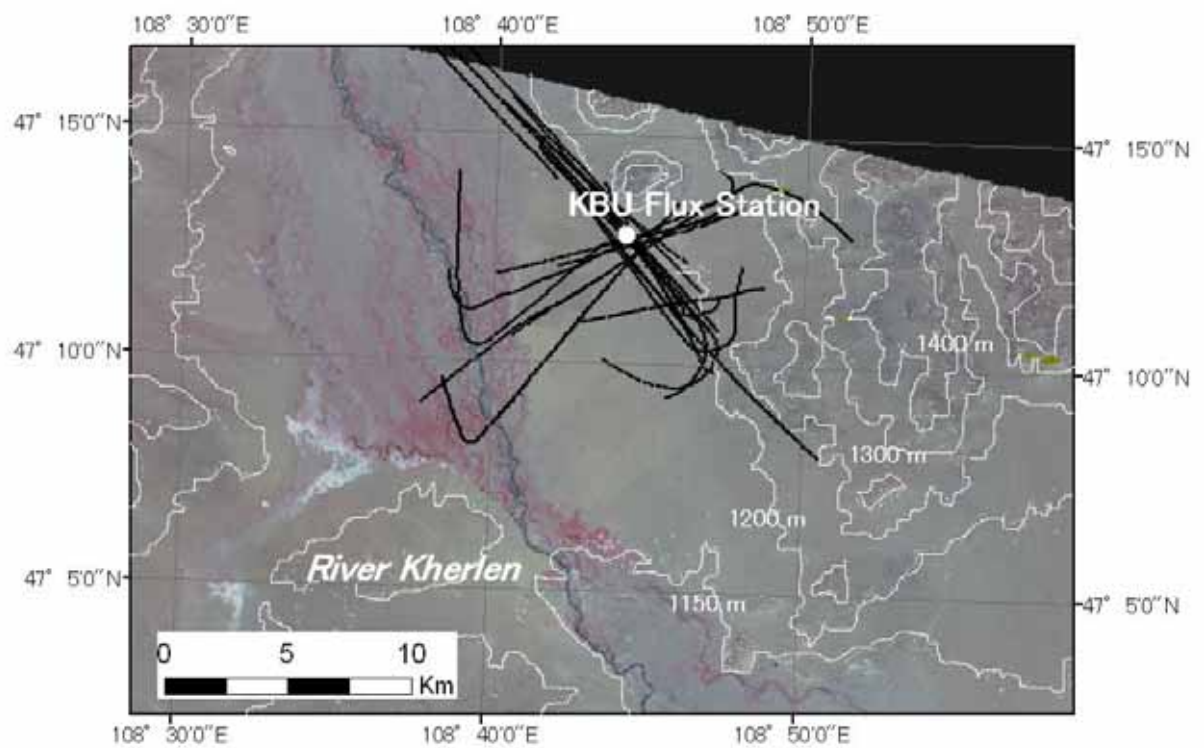 108° 30'0"E 108° 40'0"E 108° 50'0"E
47° 15'0"N
47° 15'0"N
KBU Flux Station
47° 10'0"N
1400 m
47° 10'0"N
1300 m
1200 m
River Kherlen
47° 5'0"N
1150 m
47° 5'0"N
0 5 10
Km
108° 30'0"E 108° 40'0"E 108° 50'0"E